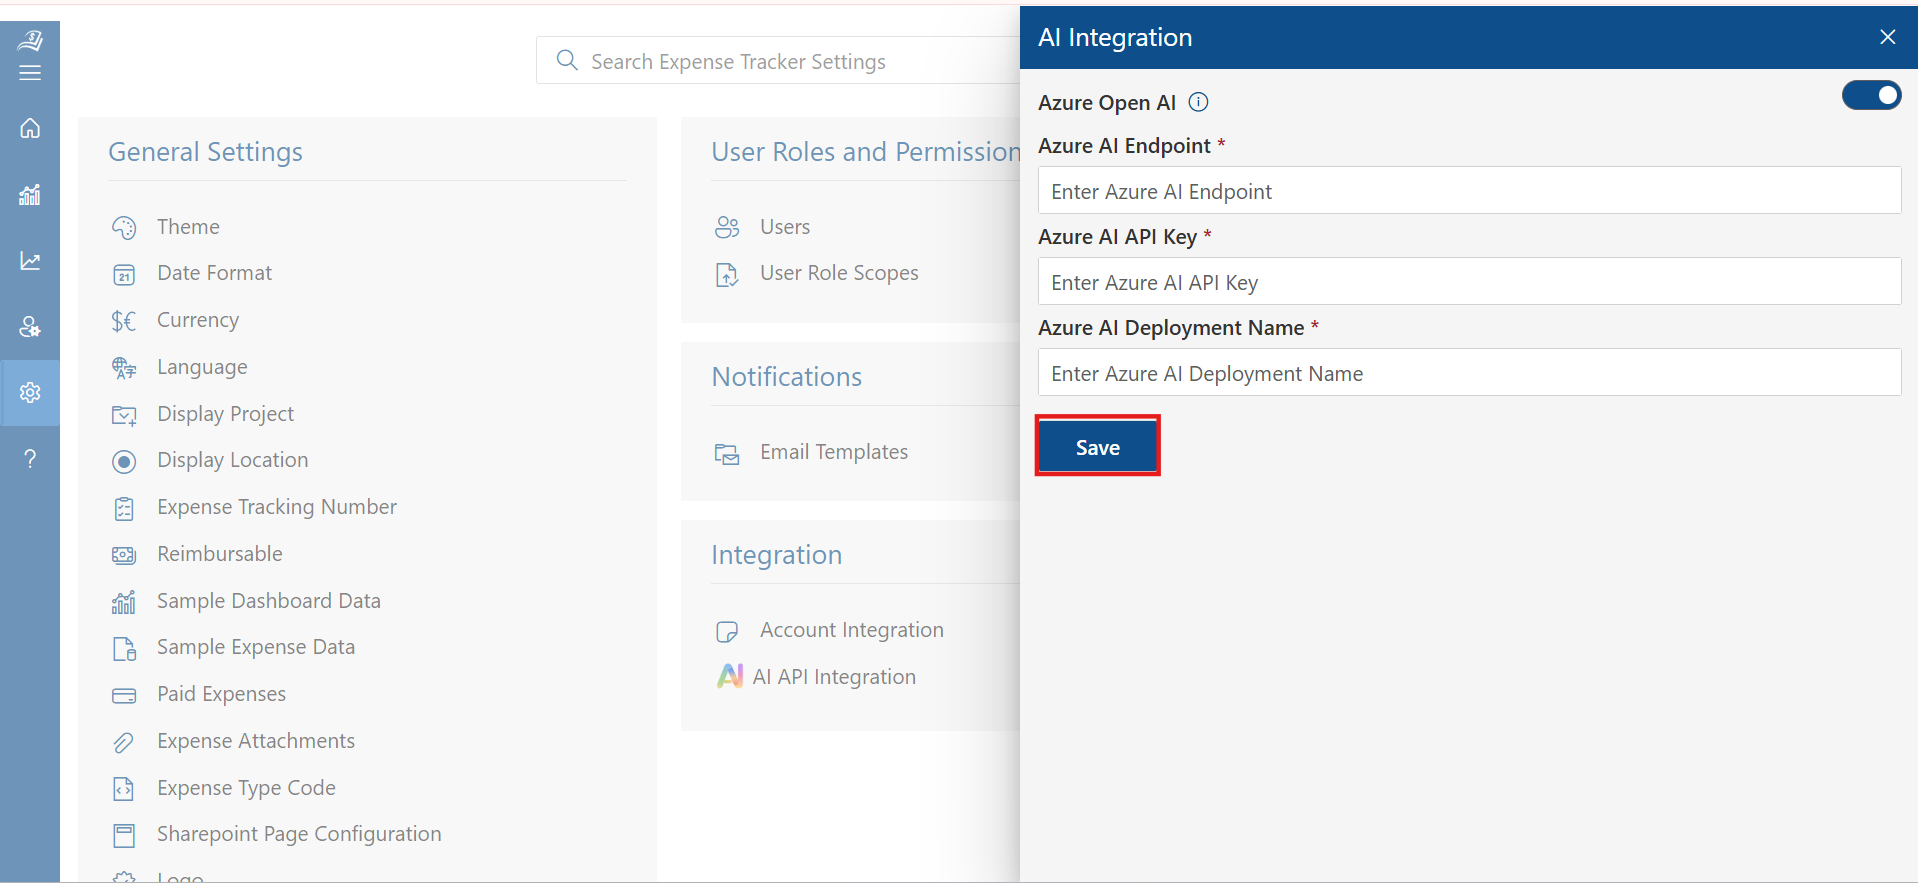 Search Expense Tracker Settings
General Settings
Theme
21
Date Format
Currency
Language
Display Project
Display Location
Expense Tracking Number
Reimbursable
Sample Dashboard Data
Sample Expense Data
Paid Expenses
Expense Attachments
Expense Type Code
Sharepoint Page Configuration
Logo
User Roles and Permission
Users
User Role Scopes
Notifications
Email Templates
Integration
Account Integration
AI AI API Integration
AI Integration
Azure Open AI
Azure AI Endpoint *
Enter Azure AI Endpoint
Azure AI API Key *
Enter Azure AI API Key
Azure AI Deployment Name *
Enter Azure AI Deployment Name
Save